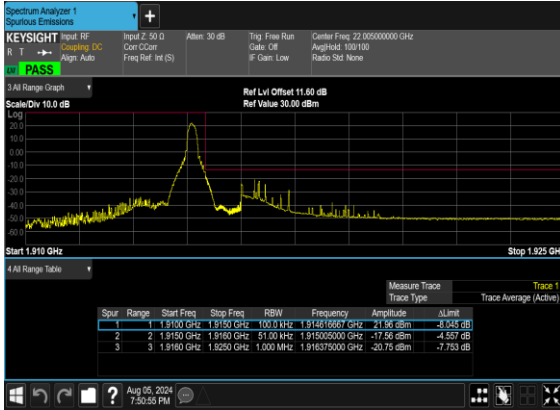 Spectrum Analyzer 1
Spurious Emissions
+
KEYSIGHT Input: RF Input Z: 50 Ω Atten: 30 dB Trig: Free Run Center Freq: 22.005000000 GHz
R T Coupling: DC Corr CCorr Gate: Off Avg|Hold: 100/100
Align: Auto Freq Ref: Int (S) IF Gain: Low Radio Std: None
PASS
3 All Range Graph
Ref Lvl Offset 11.60 dB
Scale/Div 10.0 dB Ref Value 30.00 dBm
Log
20.0
10.0
0.00
-10.0
-20.0
-30.0
-40.0
-50.0
-60.0
Start 1.910 GHz Stop 1.925 GH
4 All Range Table
Measure Trace Trace 1
Trace Type Trace Average (Active)
Spur Range Start Freq Stop Freq RBW Frequency Amplitude ΔLimit
1 1 1.9100 GHz 1.9150 GHz 100.0 kHz 1.914616667 GHz 21.96 dBm -8.045 dB
2 2 1.9150 GHz 1.9160 GHz 51.00 kHz 1.915005000 GHz -17.56 dBm -4.557 dB
3 3 1.9160 GHz 1.9250 GHz 1.000 MHz 1.916375000 GHz -20.75 dBm -7.753 dB
?
Aug 05, 2024
7:50:55 PM